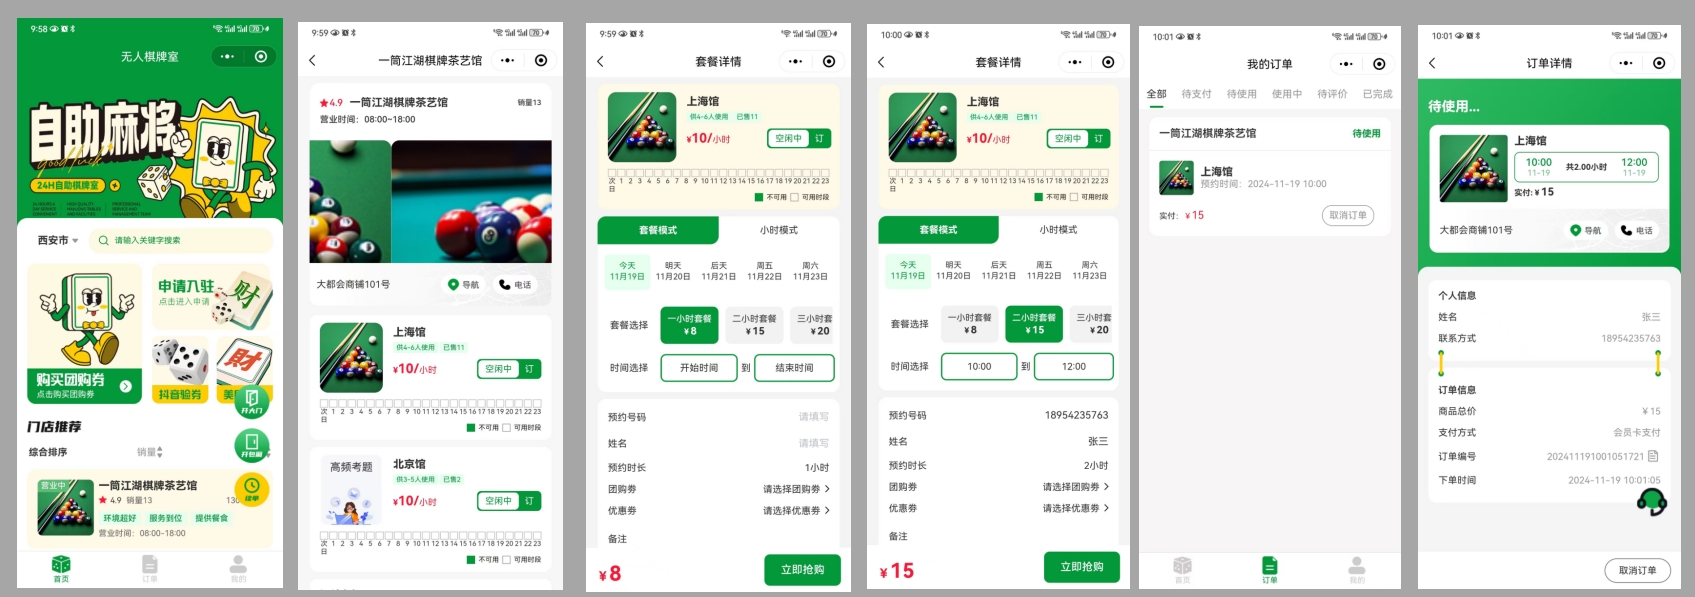 9:58
70
无人棋牌室
自助麻将
good luck
24H自助棋牌室
西安市
请输入关键字搜索
申请入驻
点击进入申请
财
购买团购券
点击购买团购券
抖音验券
财
开大门
门店推荐
综合排序
销量
营业中
一筒江湖棋牌茶艺馆
4.9 销量13
环境超好 服务到位 提供餐食
营业时间：08:00-18:00
首页
订单
我的
9:59
70
一筒江湖棋牌茶艺馆
4.9 一筒江湖棋牌茶艺馆
销量13
营业时间：08:00~18:00
大都会商铺101号
导航
电话
上海馆
供4-6人使用 已售11
¥10/小时
空闲中 订
1 2 3 4 5 6 7 8 9 10 11 12 13 14 15 16 17 18 19 20 21 22 23 次日
不可用 可用时段
高频考题
北京馆
供3-5人使用 已售2
¥10/小时
空闲中 订
1 2 3 4 5 6 7 8 9 10 11 12 13 14 15 16 17 18 19 20 21 22 23 次日
不可用 可用时段
9:59
70
套餐详情
上海馆
供4-6人使用 已售11
¥10/小时
空闲中 订
次日 1 2 3 4 5 6 7 8 9 10 11 12 13 14 15 16 17 18 19 20 21 22 23
不可用 可用时段
套餐模式
小时模式
今天 明天 后天 周五 周六
11月19日 11月20日 11月21日 11月22日 11月23日
套餐选择
一小时套餐 二小时套餐 三小时套
¥8 ¥15 ¥20
时间选择
开始时间 到 结束时间
预约号码 请填写
姓名 请填写
预约时长 1小时
团购券 请选择团购券
优惠券 请选择优惠券
备注
¥8
立即抢购
10:00
70
套餐详情
上海馆
供4-6人使用 已售11
¥10/小时
空闲中 订
次日 1 2 3 4 5 6 7 8 9 10 11 12 13 14 15 16 17 18 19 20 21 22 23
不可用 可用时段
套餐模式
小时模式
今天 明天 后天 周五 周六
11月19日 11月20日 11月21日 11月22日 11月23日
套餐选择
一小时套餐 二小时套餐 三小时套
¥8 ¥15 ¥20
时间选择
10:00 到 12:00
预约号码 18954235763
姓名 张三
预约时长 2小时
团购券 请选择团购券
优惠券 请选择优惠券
备注
¥15
立即抢购
10:01
70
我的订单
全部 待支付 待使用 使用中 待评价 已完成
一筒江湖棋牌茶艺馆
待使用
上海馆
预约时间：2024-11-19 10:00
实付：¥15
取消订单
首页
订单
我的
10:01
70
订单详情
待使用...
上海馆
10:00 共2.00小时 12:00
11-19 11-19
实付：¥15
大都会商铺101号
导航
电话
个人信息
姓名 张三
联系方式 18954235763
订单信息
商品总价 ¥15
支付方式 会员卡支付
订单编号 202411191001051721
下单时间 2024-11-19 10:01:05
取消订单